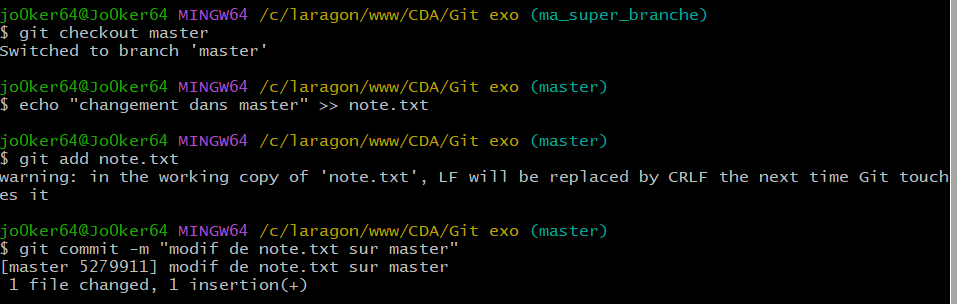 jo0ker64@Jo0ker64 MINGW64 /c/laragon/www/CDA/Git exo (ma_super_branche)
$ git checkout master
Switched to branch 'master'
jo0ker64@Jo0ker64 MINGW64 /c/laragon/www/CDA/Git exo (master)
$ echo "changement dans master" >> note.txt
jo0ker64@Jo0ker64 MINGW64 /c/laragon/www/CDA/Git exo (master)
$ git add note.txt
warning: in the working copy of 'note.txt', LF will be replaced by CRLF the next time Git touch
es it
jo0ker64@Jo0ker64 MINGW64 /c/laragon/www/CDA/Git exo (master)
$ git commit -m "modif de note.txt sur master"
[master 5279911] modif de note.txt sur master
 1 file changed, 1 insertion(+)